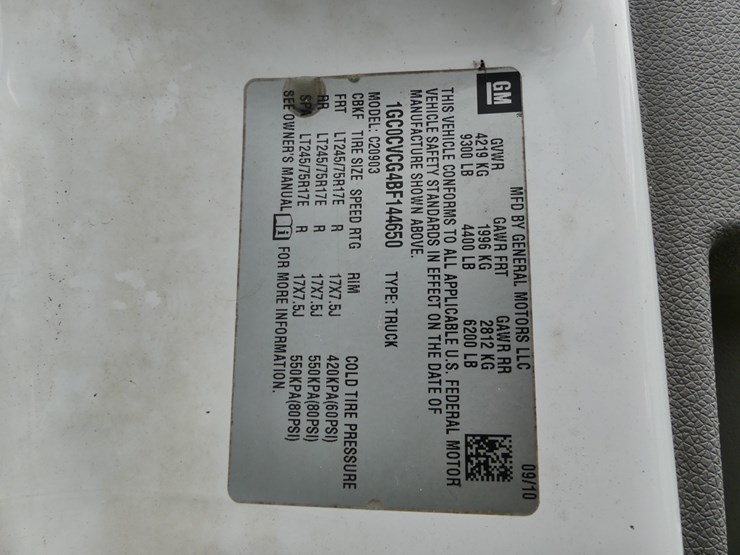 GM
MFD BY GENERAL MOTORS LLC 09/10
GVWR GAWR FRT GAWR RR
4219 KG 1996 KG 2812 KG
9300 LB 4400 LB 6200 LB
THIS VEHICLE CONFORMS TO ALL APPLICABLE U.S. FEDERAL MOTOR
VEHICLE SAFETY STANDARDS IN EFFECT ON THE DATE OF
MANUFACTURE SHOWN ABOVE.
1GC0CVCG4BF144650 TYPE: TRUCK
MODEL: C20903
CBKF TIRE SIZE SPEED RTG RIM COLD TIRE PRESSURE
FRT LT245/75R17E R 17X7.5J 420KPA(60PSI)
RR LT245/75R17E R 17X7.5J 550KPA(80PSI)
SPA LT245/75R17E R 17X7.5J 550KPA(80PSI)
SEE OWNER'S MANUAL i FOR MORE INFORMATION.